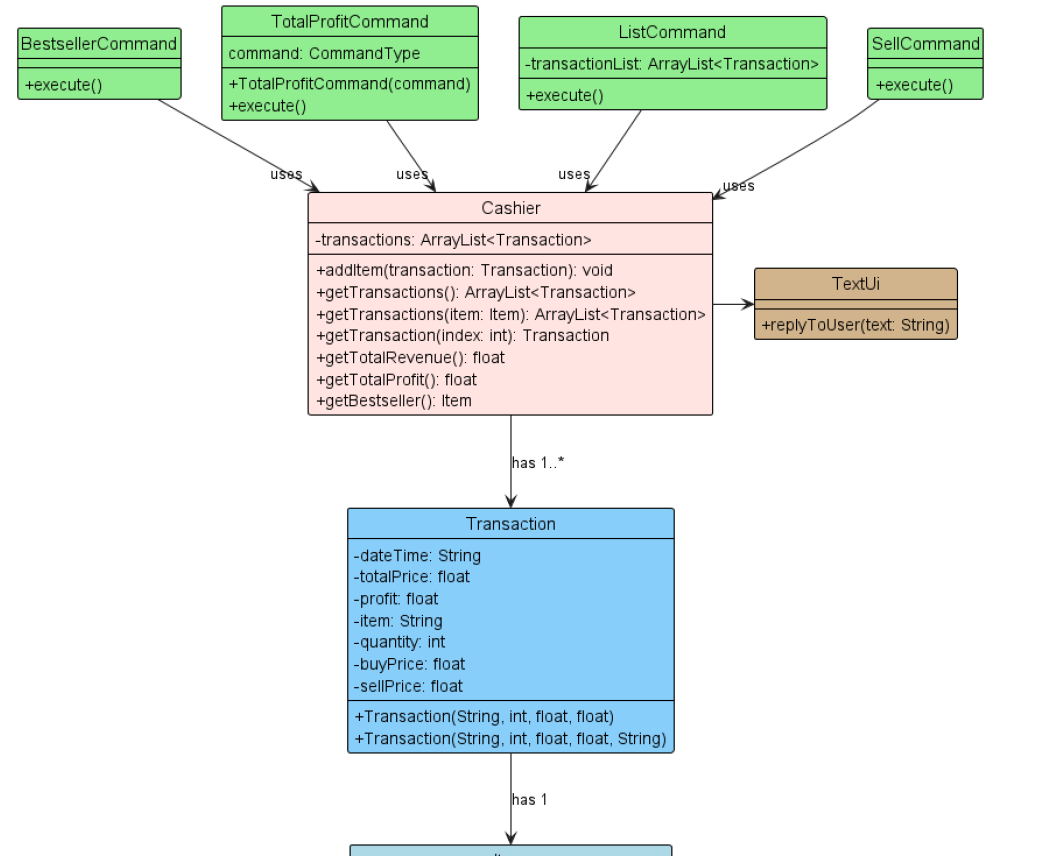 BestsellerCommand
+execute()
TotalProfitCommand
command: CommandType
+TotalProfitCommand(command)
+execute()
ListCommand
-transactionList: ArrayList<Transaction>
+execute()
SellCommand
+execute()
uses
uses
uses
uses
Cashier
-transactions: ArrayList<Transaction>
+addItem(transaction: Transaction): void
+getTransactions(): ArrayList<Transaction>
+getTransactions(item: Item): ArrayList<Transaction>
+getTransaction(index: int): Transaction
+getTotalRevenue(): float
+getTotalProfit(): float
+getBestseller(): Item
TextUi
+replyToUser(text: String)
has 1..*
Transaction
-dateTime: String
-totalPrice: float
-profit: float
-item: String
-quantity: int
-buyPrice: float
-sellPrice: float
+Transaction(String, int, float, float)
+Transaction(String, int, float, float, String)
has 1